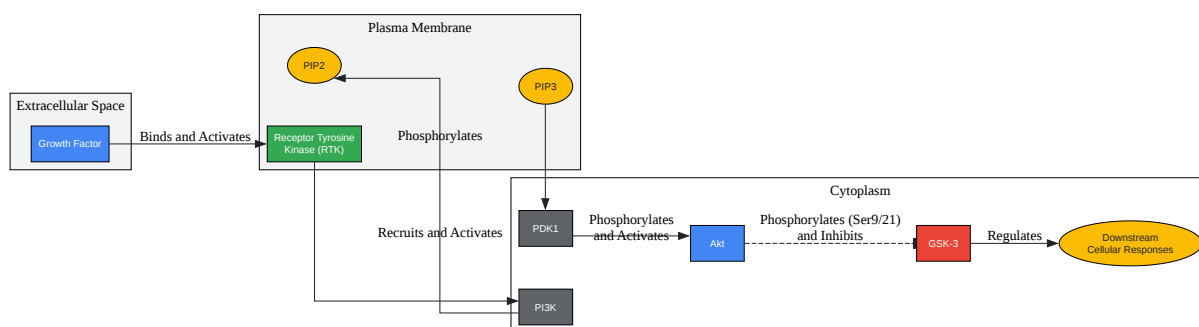 Plasma Membrane
PIP2
PIP3
Extracellular Space
Growth Factor
Binds and Activates
Receptor Tyrosine
Kinase (RTK)
Phosphorylates
Cytoplasm
PDK1
Phosphorylates
and Activates
Akt
Phosphorylates (Ser9/21)
and Inhibits
GSK-3
Regulates
Downstream
Cellular Responses
Recruits and Activates
PI3K